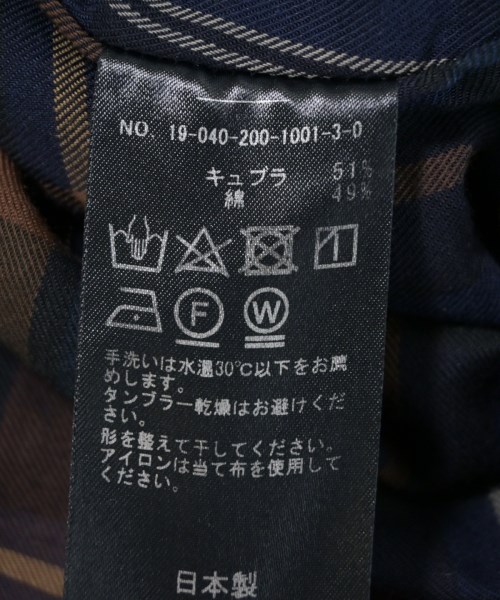 NO. 19-040-200-1001-3-0
キュプラ 51%
綿 49%
F W
手洗いは水温30℃以下をお薦
めします。
タンブラー乾燥はお避けくだ
さい。
形を整えて干してください。
アイロンは当て布を使用して
ください。
日本製